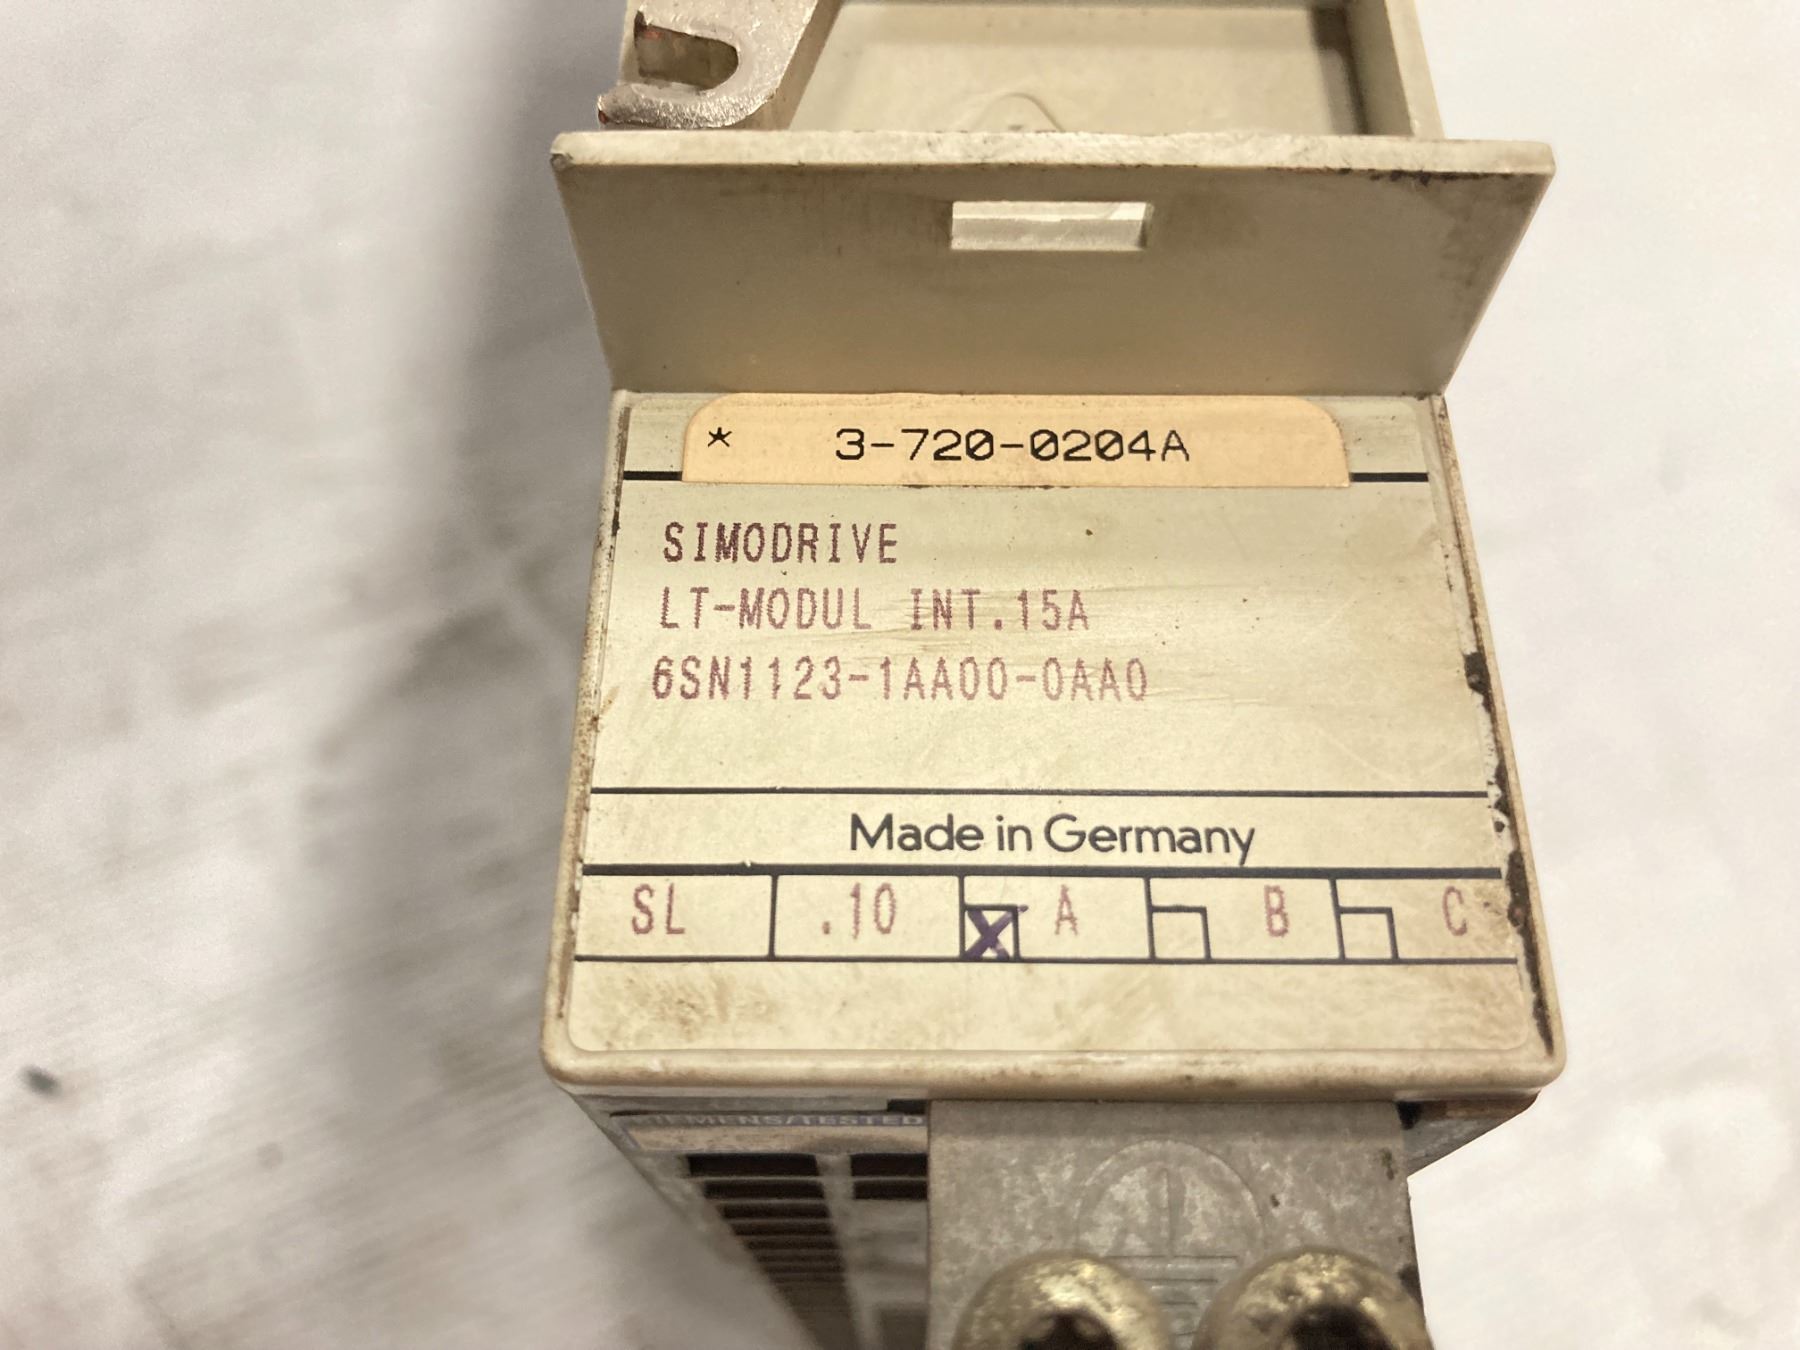 * 3-720-0204A
SIMODRIVE
LT-MODUL INT.15A
6SN1123-1AA00-0AA0
Made in Germany
SL .10 X A B C
SIEMENS/TESTED